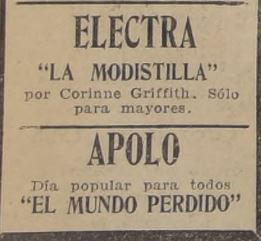 ELECTRA
“LA MODISTILLA”
por Corinne Griffith. Sólo
para mayores.
APOLO
Día popular para todos
“EL MUNDO PERDIDO”